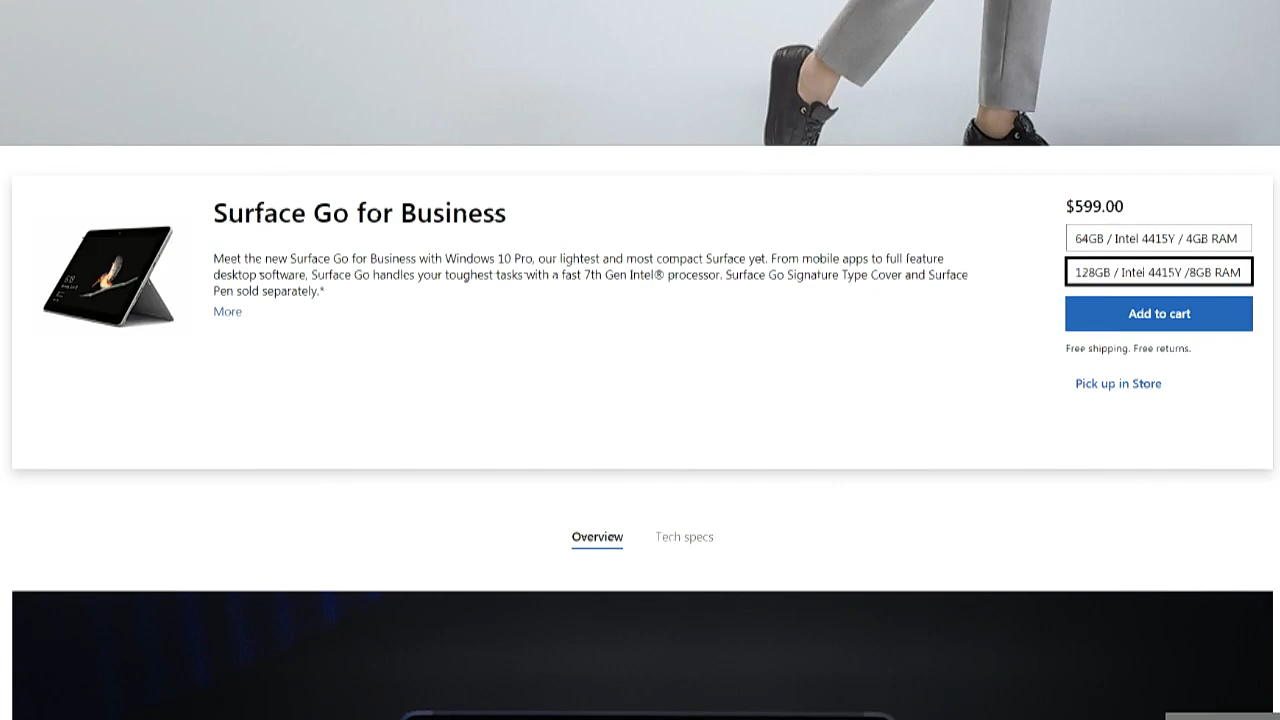 Surface Go for Business
Meet the new Surface Go for Business with Windows 10 Pro, our lightest and most compact Surface yet. From mobile apps to full feature
desktop software, Surface Go handles your toughest tasks with a fast 7th Gen Intel® processor. Surface Go Signature Type Cover and Surface
Pen sold separately.*
More
$599.00
64GB / Intel 4415Y / 4GB RAM
128GB / Intel 4415Y /8GB RAM
Add to cart
Free shipping. Free returns.
Pick up in Store
Overview
Tech specs